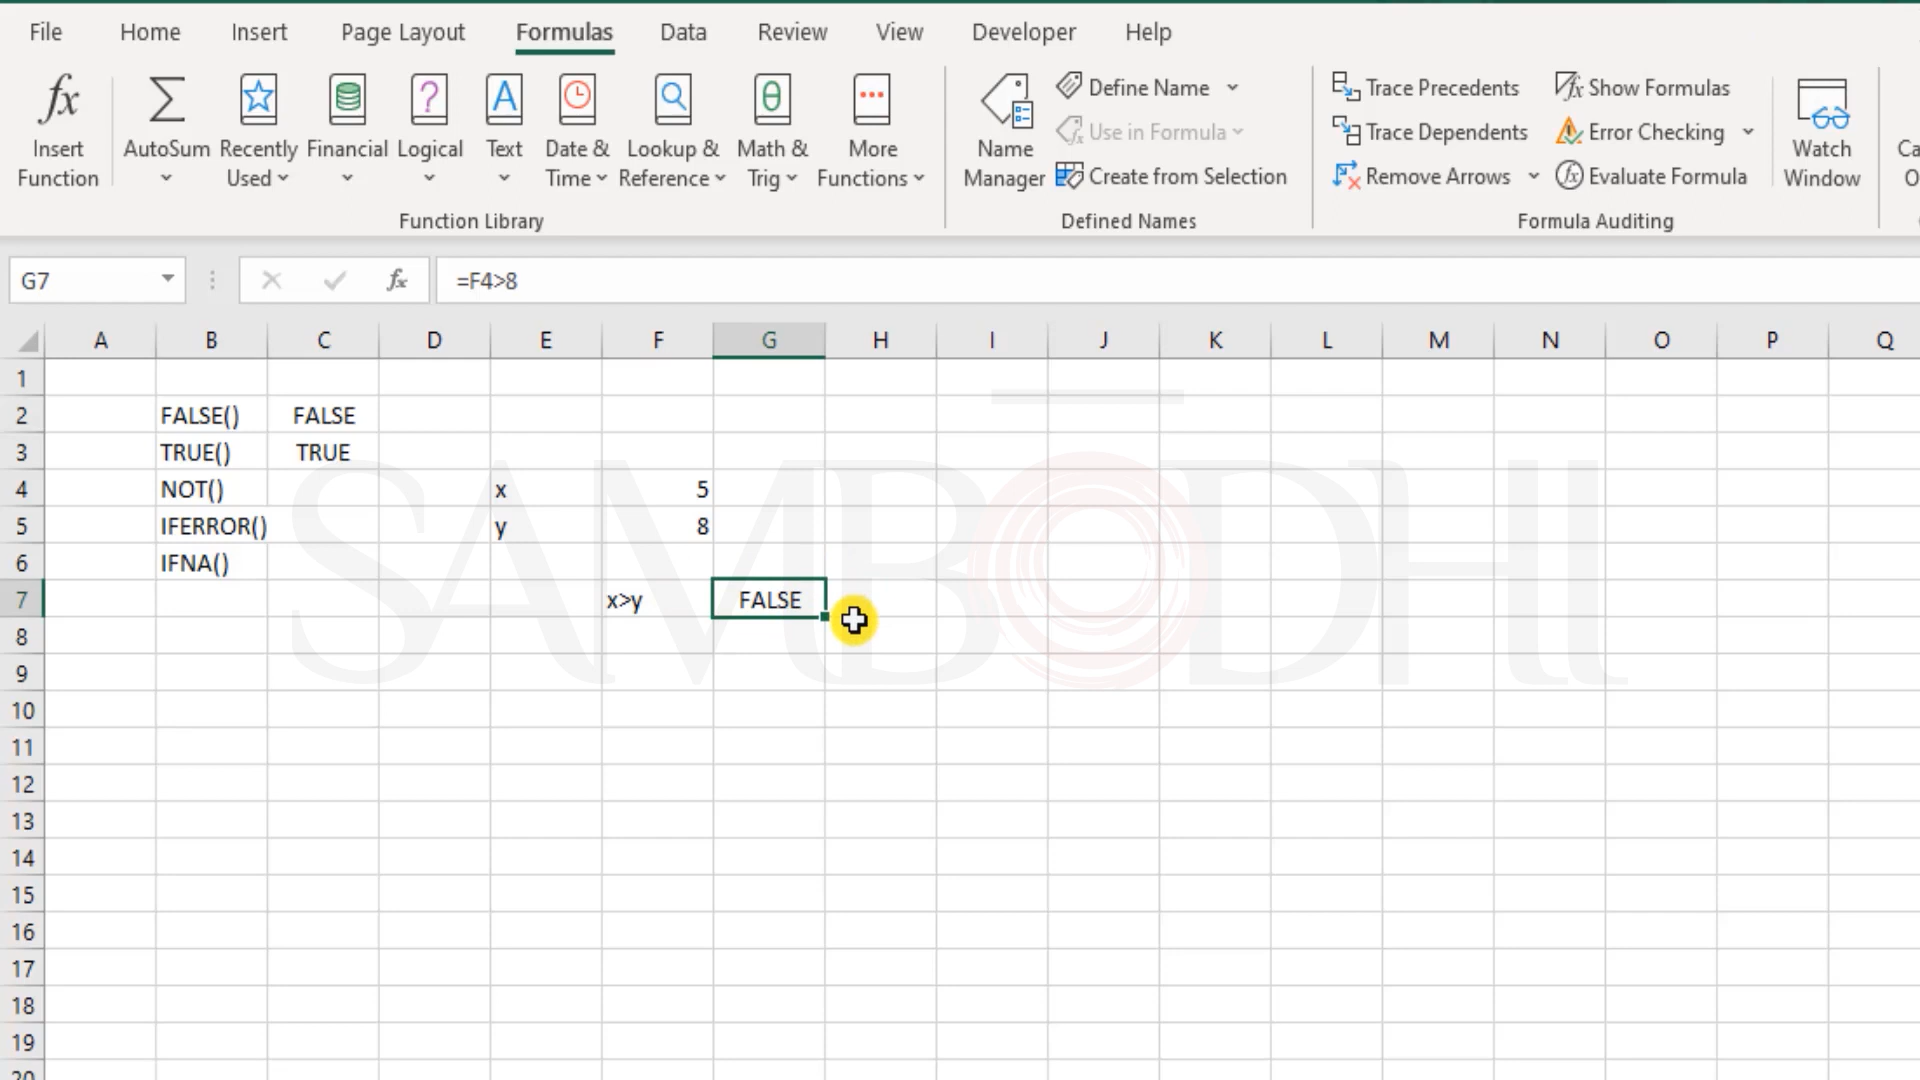 File Home Insert Page Layout Formulas Data Review View Developer Help
fx Insert Function
AutoSum
Recently Used
Financial
Logical
Text
Date & Time
Lookup & Reference
Math & Trig
More Functions
Function Library
Name Manager
Define Name
Use in Formula
Create from Selection
Defined Names
Trace Precedents
Trace Dependents
Remove Arrows
Show Formulas
Error Checking
Evaluate Formula
Formula Auditing
Watch Window
G7 fx =F4>8
A B C D E F G H I J K L M N O P Q
1
2 FALSE() FALSE
3 TRUE() TRUE
4 NOT() x 5
5 IFERROR() y 8
6 IFNA()
7 x>y FALSE
8
9
10
11
12
13
14
15
16
17
18
19
20
SAMBODHI